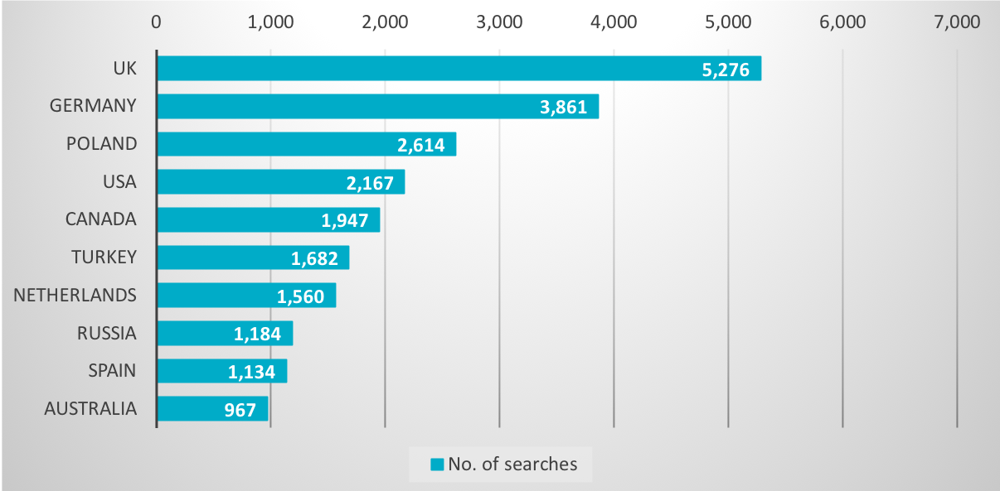 0 1,000 2,000 3,000 4,000 5,000 6,000 7,000
UK 5,276
GERMANY 3,861
POLAND 2,614
USA 2,167
CANADA 1,947
TURKEY 1,682
NETHERLANDS 1,560
RUSSIA 1,184
SPAIN 1,134
AUSTRALIA 967
No. of searches